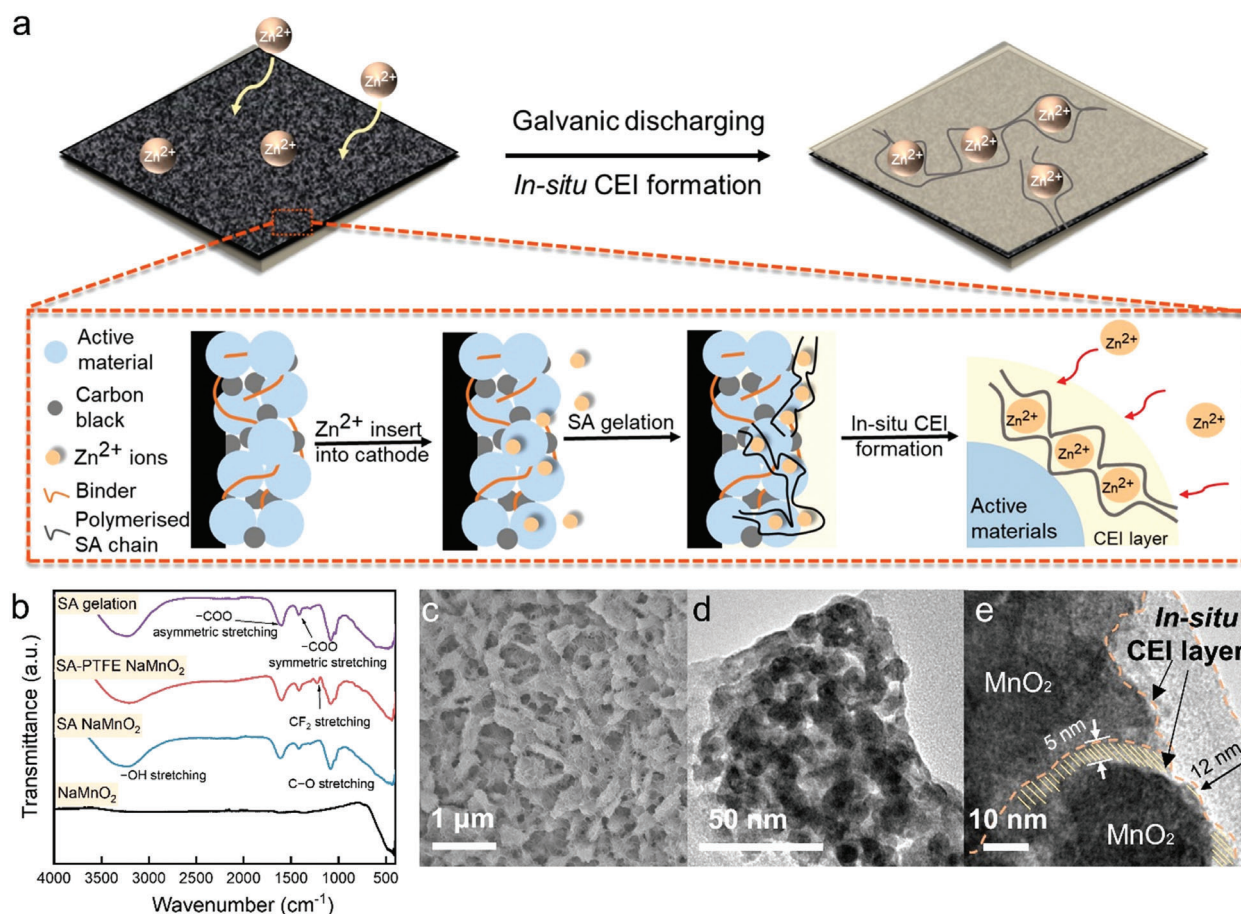 a
Zn2+
Zn2+
Zn2+
Zn2+
Galvanic discharging
In-situ CEI formation
Zn2+
Zn2+
Zn2+
Zn2+
Active
material
Carbon
black
Zn2+ ions
Binder
Polymerised
SA chain
Zn2+ insert
into cathode
SA gelation
In-situ CEI
formation
Zn2+
Zn2+
Zn2+
Zn2+
Zn2+
Active
materials
CEI layer
b
Transmittance (a.u.)
SA gelation
−COO
asymmetric stretching
−COO
symmetric stretching
SA-PTFE NaMnO2
CF2 stretching
SA NaMnO2
−OH stretching
C−O stretching
NaMnO2
4000 3500 3000 2500 2000 1500 1000 500
Wavenumber (cm−1)
c
1 µm
d
50 nm
e
In-situ
CEI layer
MnO2
5 nm
12 nm
10 nm
MnO2